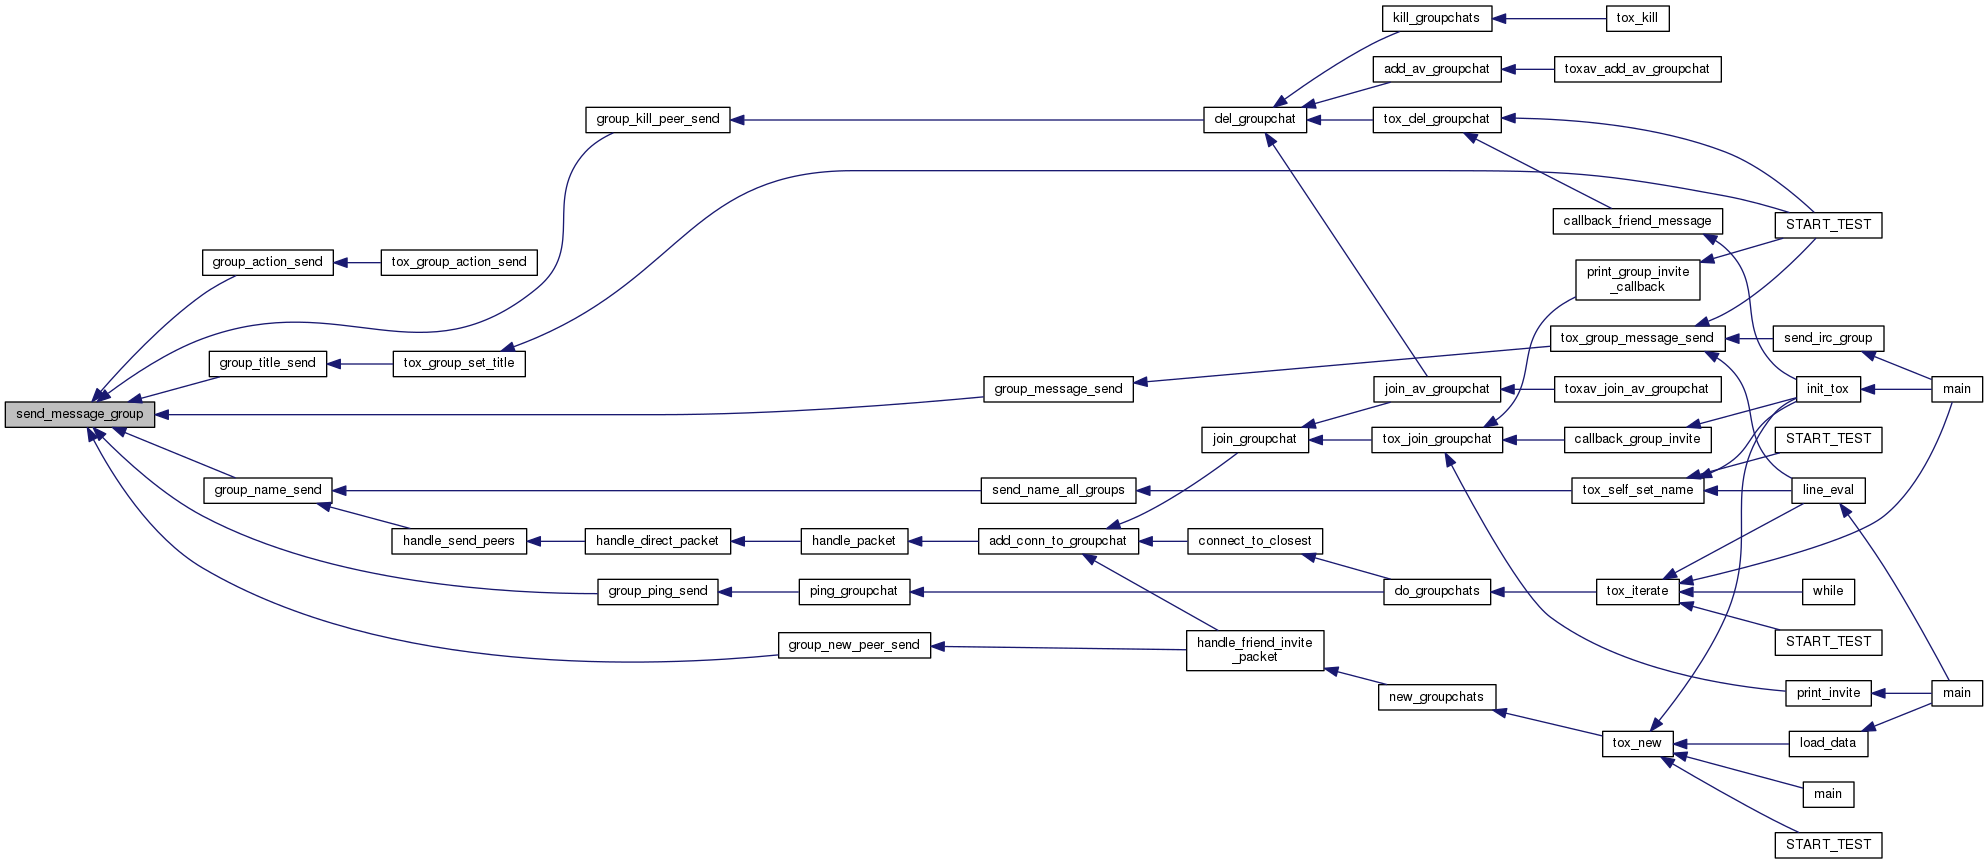 kill_groupchats
tox_kill
add_av_groupchat
toxav_add_av_groupchat
group_kill_peer_send
del_groupchat
tox_del_groupchat
callback_friend_message
START_TEST
group_action_send
tox_group_action_send
print_group_invite
_callback
tox_group_message_send
send_irc_group
group_title_send
tox_group_set_title
group_message_send
join_av_groupchat
toxav_join_av_groupchat
init_tox
main
send_message_group
join_groupchat
tox_join_groupchat
callback_group_invite
START_TEST
group_name_send
send_name_all_groups
tox_self_set_name
line_eval
handle_send_peers
handle_direct_packet
handle_packet
add_conn_to_groupchat
connect_to_closest
group_ping_send
ping_groupchat
do_groupchats
tox_iterate
while
group_new_peer_send
handle_friend_invite
_packet
START_TEST
new_groupchats
print_invite
main
tox_new
load_data
main
START_TEST